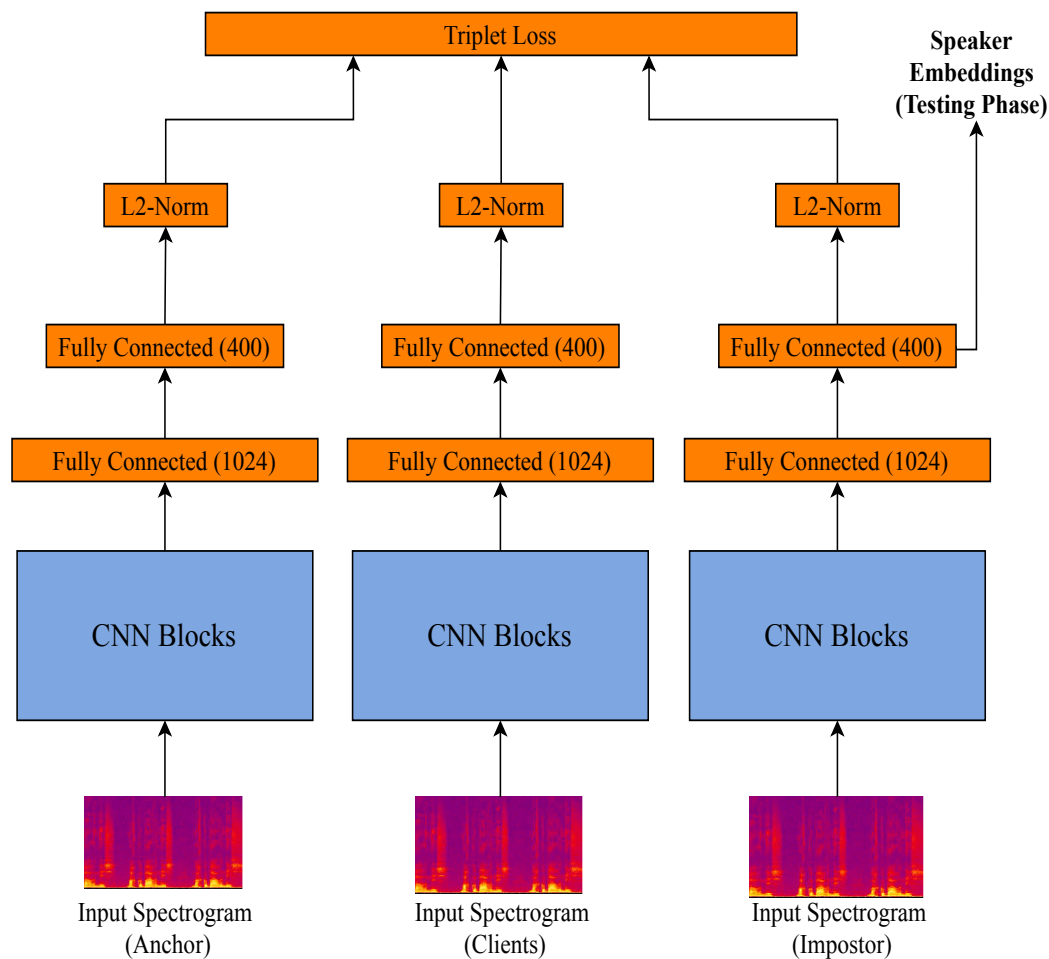 Triplet Loss
Speaker
Embeddings
(Testing Phase)
L2-Norm
L2-Norm
L2-Norm
Fully Connected (400)
Fully Connected (400)
Fully Connected (400)
Fully Connected (1024)
Fully Connected (1024)
Fully Connected (1024)
CNN Blocks
CNN Blocks
CNN Blocks
Input Spectrogram
(Anchor)
Input Spectrogram
(Clients)
Input Spectrogram
(Impostor)